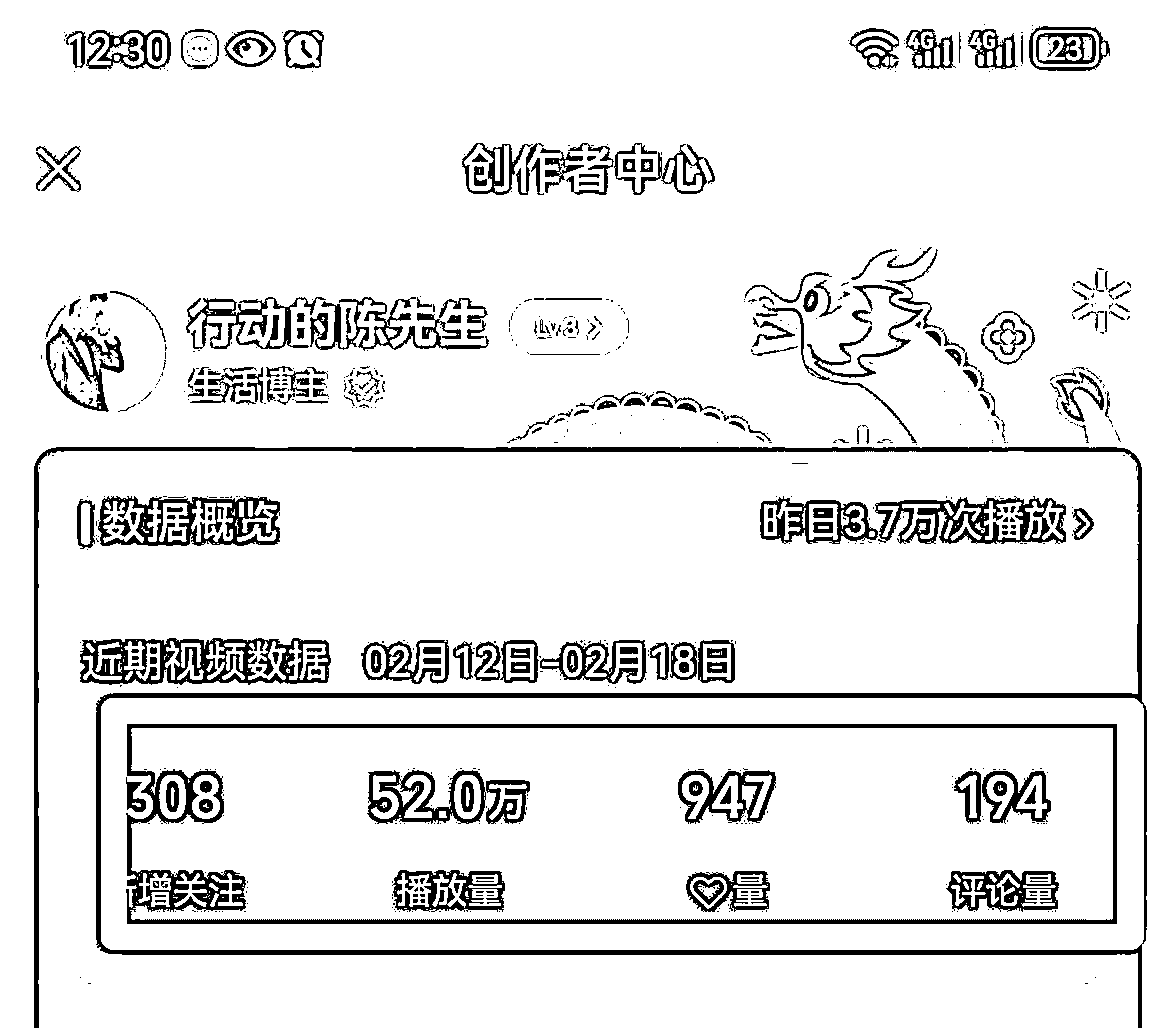 12:30 4G 4G 23
创作者中心
行动的陈先生 Lv8
生活博主
数据概览 昨日3.7万次播放 >
近期视频数据 02月12日-02月18日
308 52.0万 947 194
增关注 播放量 量 评论量